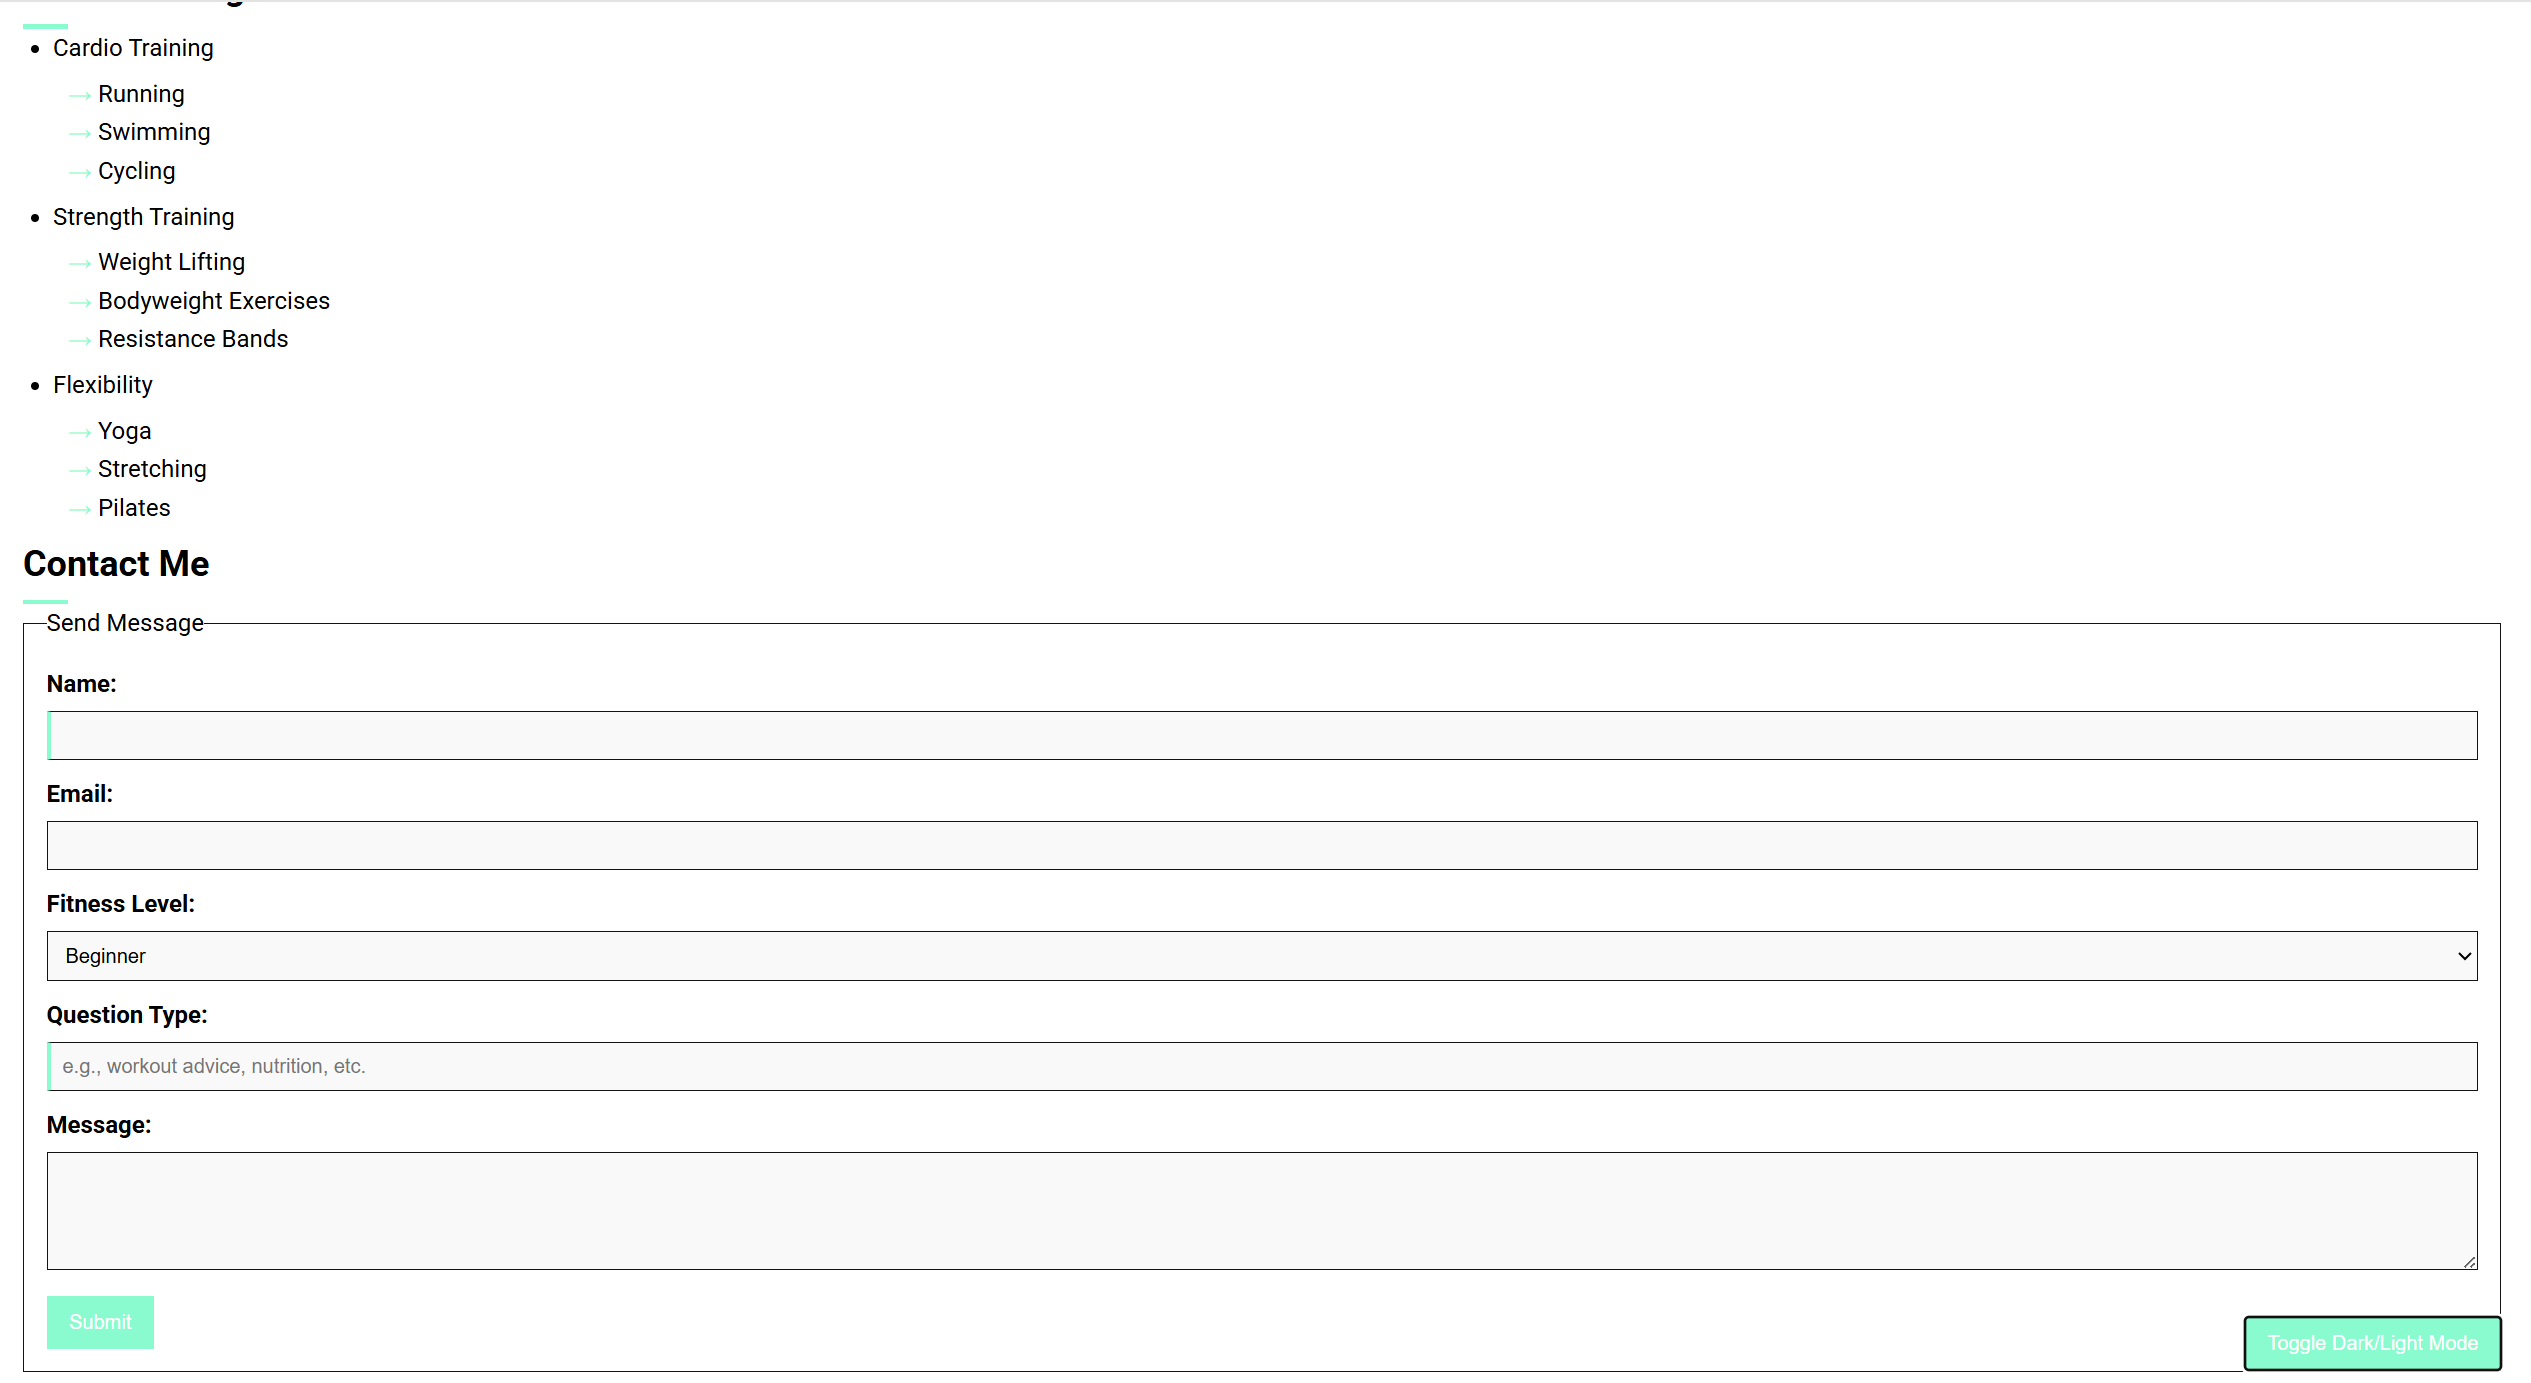 Cardio Training
→ Running
→ Swimming
→ Cycling
Strength Training
→ Weight Lifting
→ Bodyweight Exercises
→ Resistance Bands
Flexibility
→ Yoga
→ Stretching
→ Pilates
Contact Me
Send Message
Name:
Email:
Fitness Level:
Beginner
Question Type:
e.g., workout advice, nutrition, etc.
Message:
Submit
Toggle Dark/Light Mode